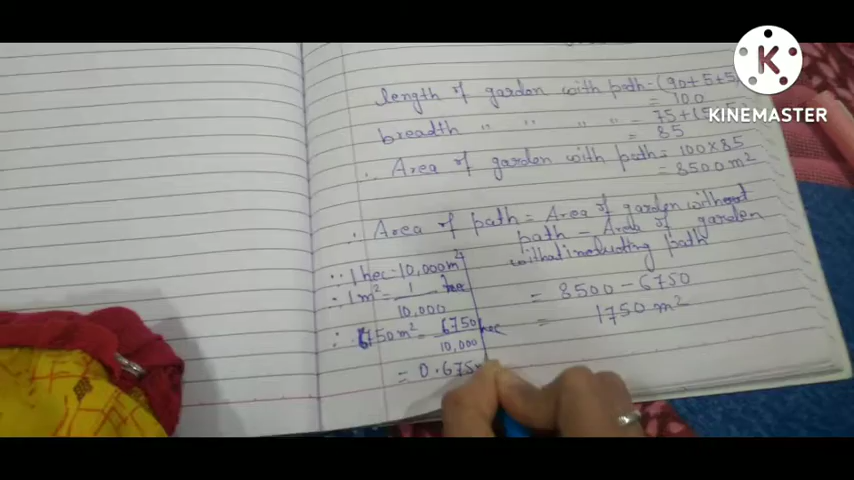 K
KINEMASTER
length of garden with path = (90+5+5)
= 100
breadth " " " " = 75+(5+5)
= 85
∴ Area of garden with path = 100×85
= 8500 m²
∴ Area of path = Area of garden without
path - Area of garden
without including path
= 8500 - 6750
= 1750 m²
∵ 1 hec = 10,000 m²
∴ 1 m² = 1/10,000 hec
∴ 6750 m² = 6750/10,000 hec
= 0.675